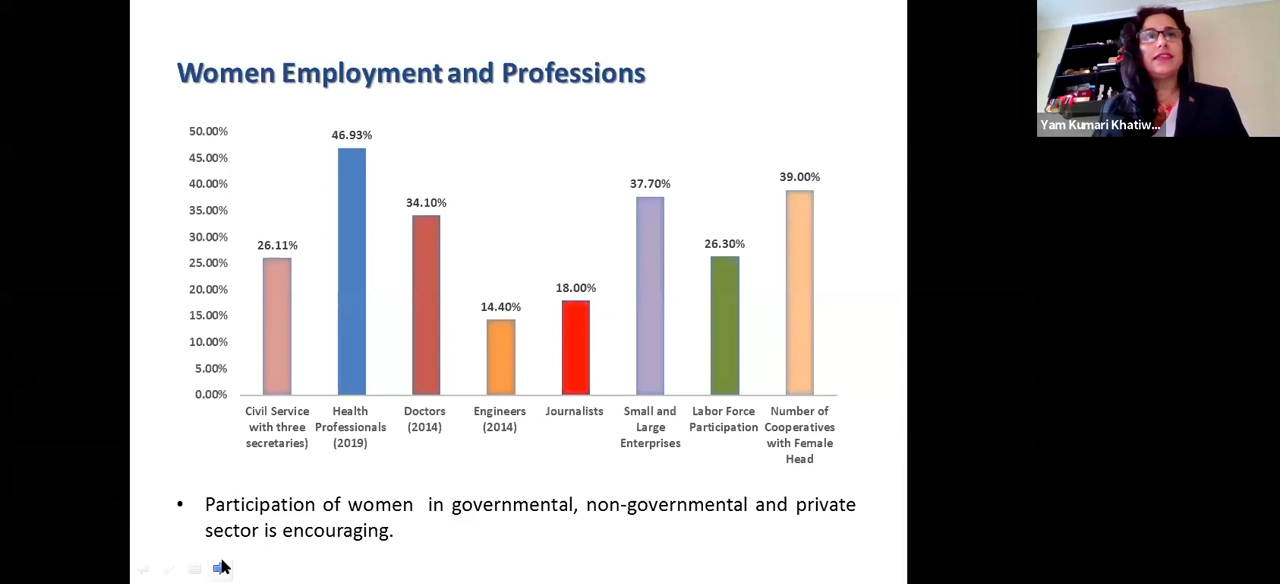 Women Employment and Professions
Yam Kumari Khatiw...
50.00%
45.00%
40.00%
35.00%
30.00%
25.00%
20.00%
15.00%
10.00%
5.00%
0.00%
26.11%
46.93%
34.10%
14.40%
18.00%
37.70%
26.30%
39.00%
Civil Service
with three
secretaries)
Health
Professionals
(2019)
Doctors
(2014)
Engineers
(2014)
Journalists
Small and
Large
Enterprises
Labor Force
Participation
Number of
Cooperatives
with Female
Head
• Participation of women in governmental, non-governmental and private
sector is encouraging.